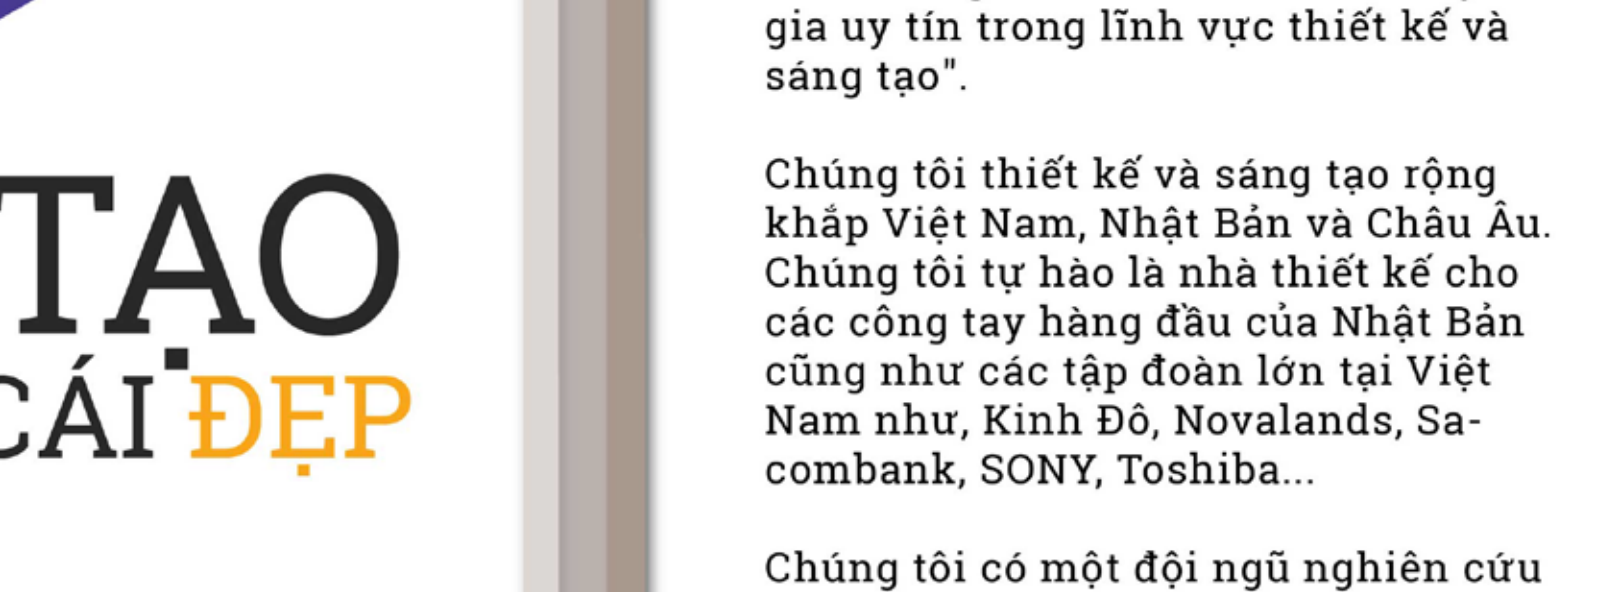 TẠO
CÁI ĐẸP
gia uy tín trong lĩnh vực thiết kế và
sáng tạo".
Chúng tôi thiết kế và sáng tạo rộng
khắp Việt Nam, Nhật Bản và Châu Âu.
Chúng tôi tự hào là nhà thiết kế cho
các công tay hàng đầu của Nhật Bản
cũng như các tập đoàn lớn tại Việt
Nam như, Kinh Đô, Novalands, Sa-
combank, SONY, Toshiba...
Chúng tôi có một đội ngũ nghiên cứu